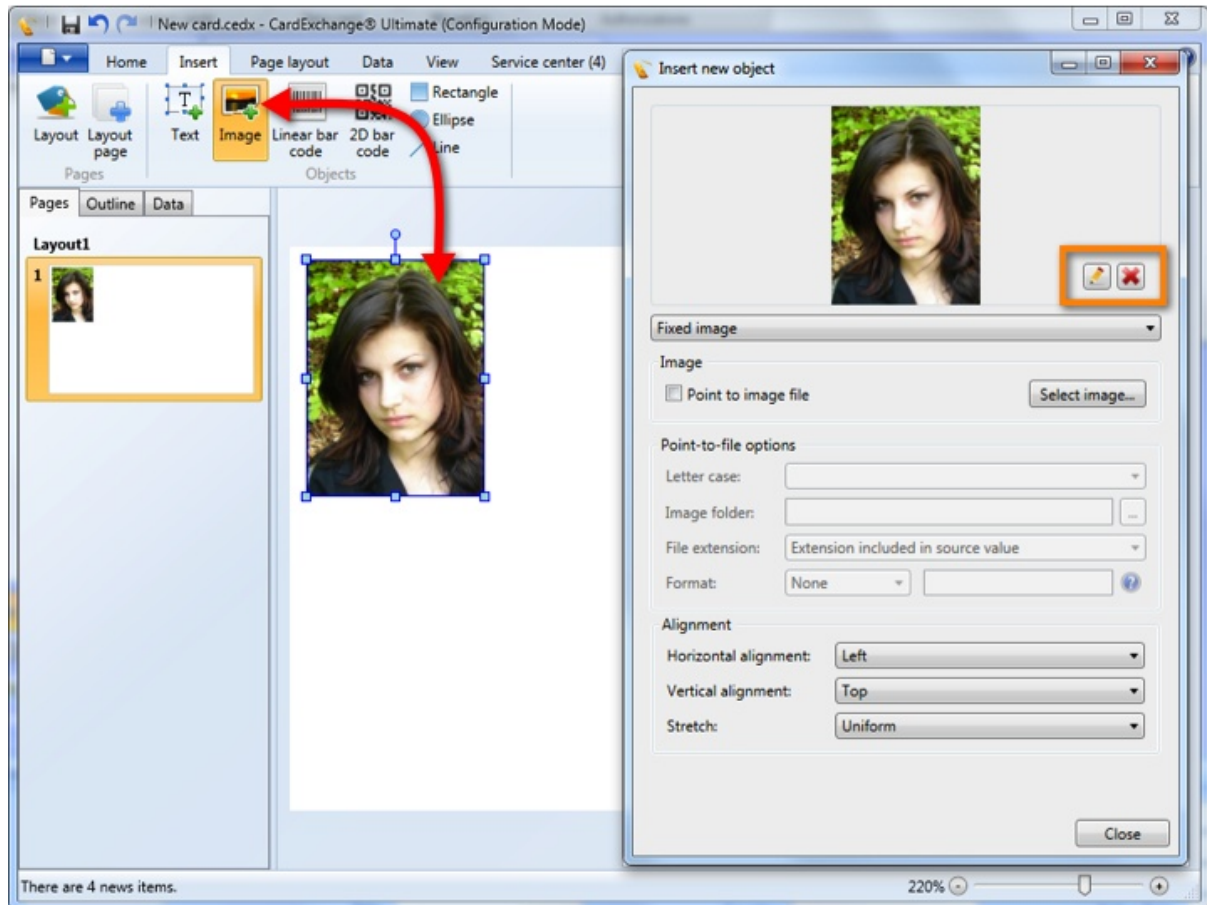 New card.cedx - CardExchange® Ultimate (Configuration Mode)
Home Insert Page layout Data View Service center (4)
Layout
Layout page
Pages
Text
Image
Linear bar code
2D bar code
Rectangle
Ellipse
Line
Objects
Pages Outline Data
Layout1
1
There are 4 news items.
220%
Insert new object
Fixed image
Image
Point to image file
Select image...
Point-to-file options
Letter case:
Image folder:
...
File extension: Extension included in source value
Format: None
?
Alignment
Horizontal alignment: Left
Vertical alignment: Top
Stretch: Uniform
Close